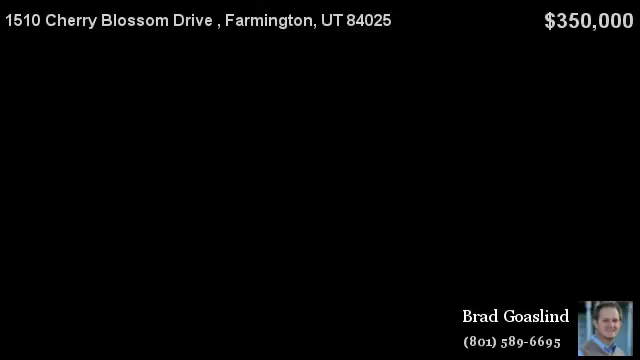 1510 Cherry Blossom Drive , Farmington, UT 84025
$350,000
Brad Goaslind
(801) 589-6695